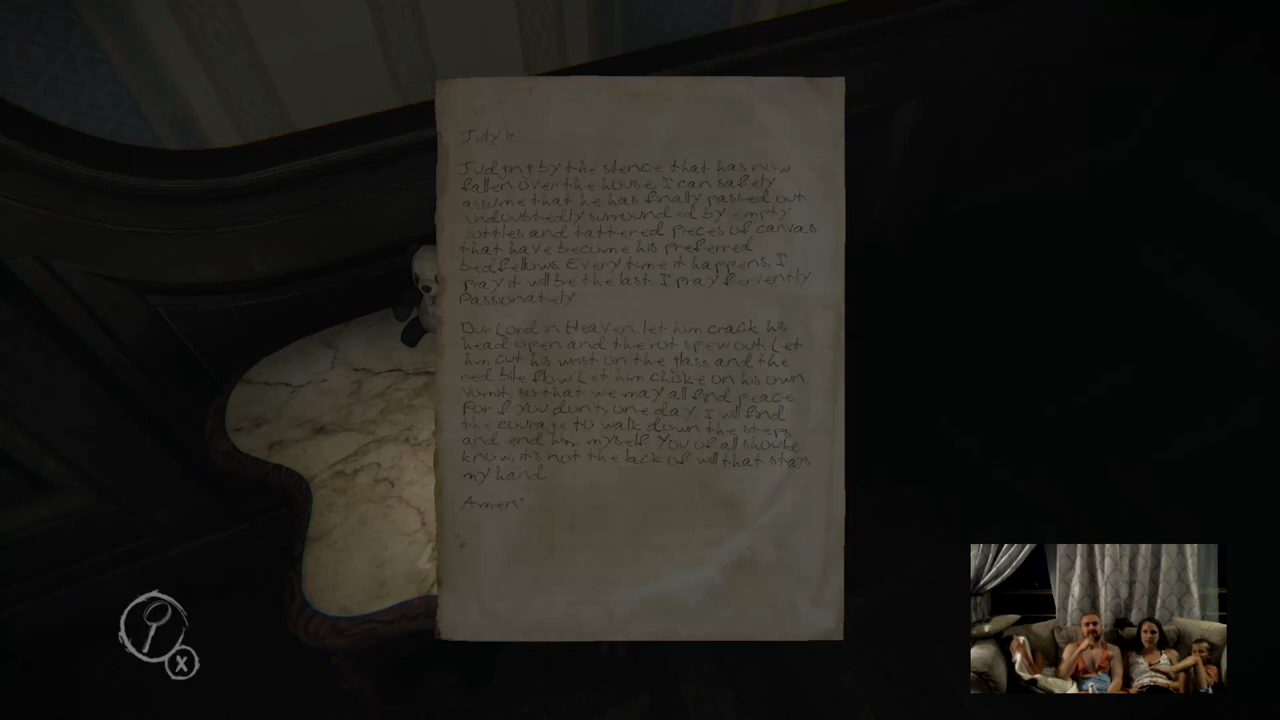 July
Judging by the silence that has now
fallen over the house, I can safely
assume that he has finally passed out.
Undoubtedly surrounded by empty
bottles and tattered pieces of canvas
that have become his preferred
bedfellows. Every time it happens, I
pray it will be the last. I pray fervently
Passionately
Our Lord in Heaven. let him crack his
head open and the rot spew out. Let
him cut his wrist on the glass and the
red bile flow. Let him choke on his own
vomit, so that we may all find peace
For if you don't, one day, I will find
the courage to walk down the steps
and end him myself. You of all should
know, it's not the lack of will that stays
my hand
Amen
X